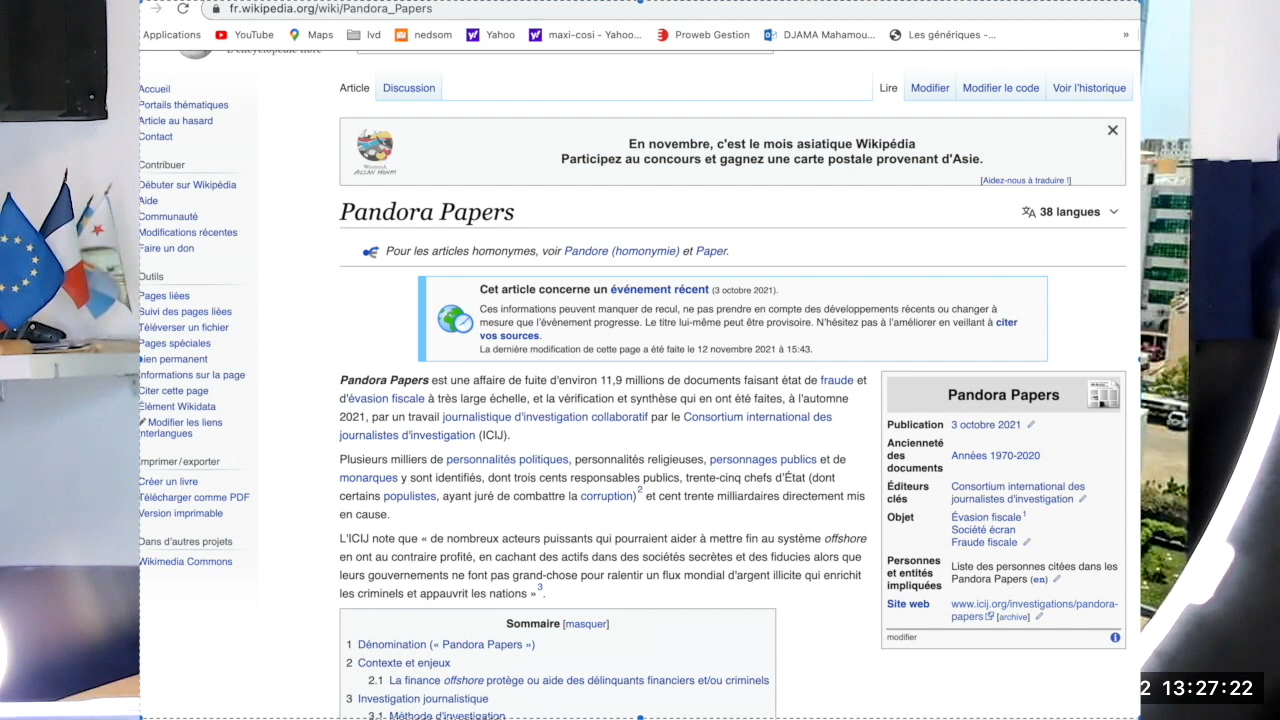 fr.wikipedia.org/wiki/Pandora_Papers
Applications YouTube Maps lvd nedsom Yahoo maxi-cosi - Yahoo... Proweb Gestion DJAMA Mahamou... Les génériques -... »
L'encyclopédie libre
Article Discussion Lire Modifier Modifier le code Voir l'historique
Accueil
Portails thématiques
Article au hasard
Contact
Contribuer
Débuter sur Wikipédia
Aide
Communauté
Modifications récentes
Faire un don
Outils
Pages liées
Suivi des pages liées
Téléverser un fichier
Pages spéciales
ien permanent
nformations sur la page
Citer cette page
Élément Wikidata
Modifier les liens
nterlangues
mprimer / exporter
Créer un livre
Télécharger comme PDF
Version imprimable
Dans d'autres projets
Wikimedia Commons
En novembre, c'est le mois asiatique Wikipédia
Participez au concours et gagnez une carte postale provenant d'Asie.
[Aidez-nous à traduire !]
WIKIPEDIA
ASIAN MONTH
Pandora Papers
38 langues
Pour les articles homonymes, voir Pandore (homonymie) et Paper.
Cet article concerne un événement récent (3 octobre 2021).
Ces informations peuvent manquer de recul, ne pas prendre en compte des développements récents ou changer à
mesure que l'événement progresse. Le titre lui-même peut être provisoire. N'hésitez pas à l'améliorer en veillant à citer
vos sources.
La dernière modification de cette page a été faite le 12 novembre 2021 à 15:43.
Pandora Papers est une affaire de fuite d'environ 11,9 millions de documents faisant état de fraude et
d'évasion fiscale à très large échelle, et la vérification et synthèse qui en ont été faites, à l'automne
2021, par un travail journalistique d'investigation collaboratif par le Consortium international des
journalistes d'investigation (ICIJ).
Plusieurs milliers de personnalités politiques, personnalités religieuses, personnages publics et de
monarques y sont identifiés, dont trois cents responsables publics, trente-cinq chefs d'État (dont
certains populistes, ayant juré de combattre la corruption)2 et cent trente milliardaires directement mis
en cause.
L'ICIJ note que « de nombreux acteurs puissants qui pourraient aider à mettre fin au système offshore
en ont au contraire profité, en cachant des actifs dans des sociétés secrètes et des fiducies alors que
leurs gouvernements ne font pas grand-chose pour ralentir un flux mondial d'argent illicite qui enrichit
les criminels et appauvrit les nations »3.
Sommaire [masquer]
1 Dénomination (« Pandora Papers »)
2 Contexte et enjeux
2.1 La finance offshore protège ou aide des délinquants financiers et/ou criminels
3 Investigation journalistique
3.1 Méthode d'investigation
Pandora Papers
Publication 3 octobre 2021
Ancienneté des documents Années 1970-2020
Éditeurs clés Consortium international des journalistes d'investigation
Objet Évasion fiscale1
Société écran
Fraude fiscale
Personnes et entités impliquées Liste des personnes citées dans les Pandora Papers (en)
Site web www.icij.org/investigations/pandora-papers [archive]
modifier
2 13:27:22